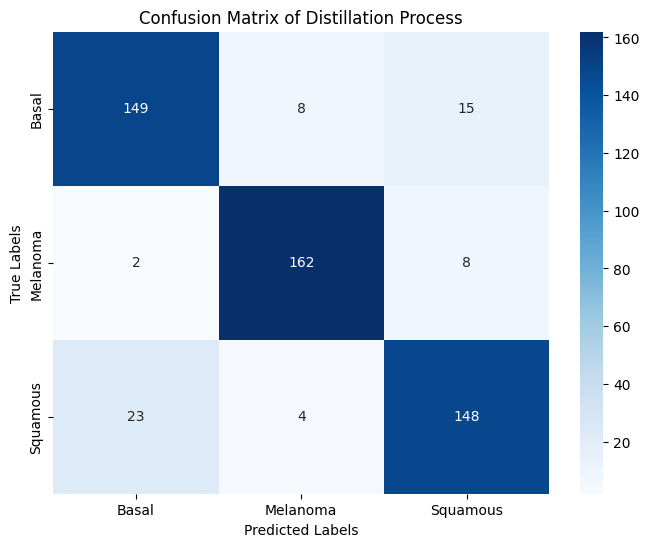 Confusion Matrix of Distillation Process
True Labels
Basal
149 8 15
Melanoma
2 162 8
Squamous
23 4 148
Basal Melanoma Squamous
Predicted Labels
160
140
120
100
80
60
40
20